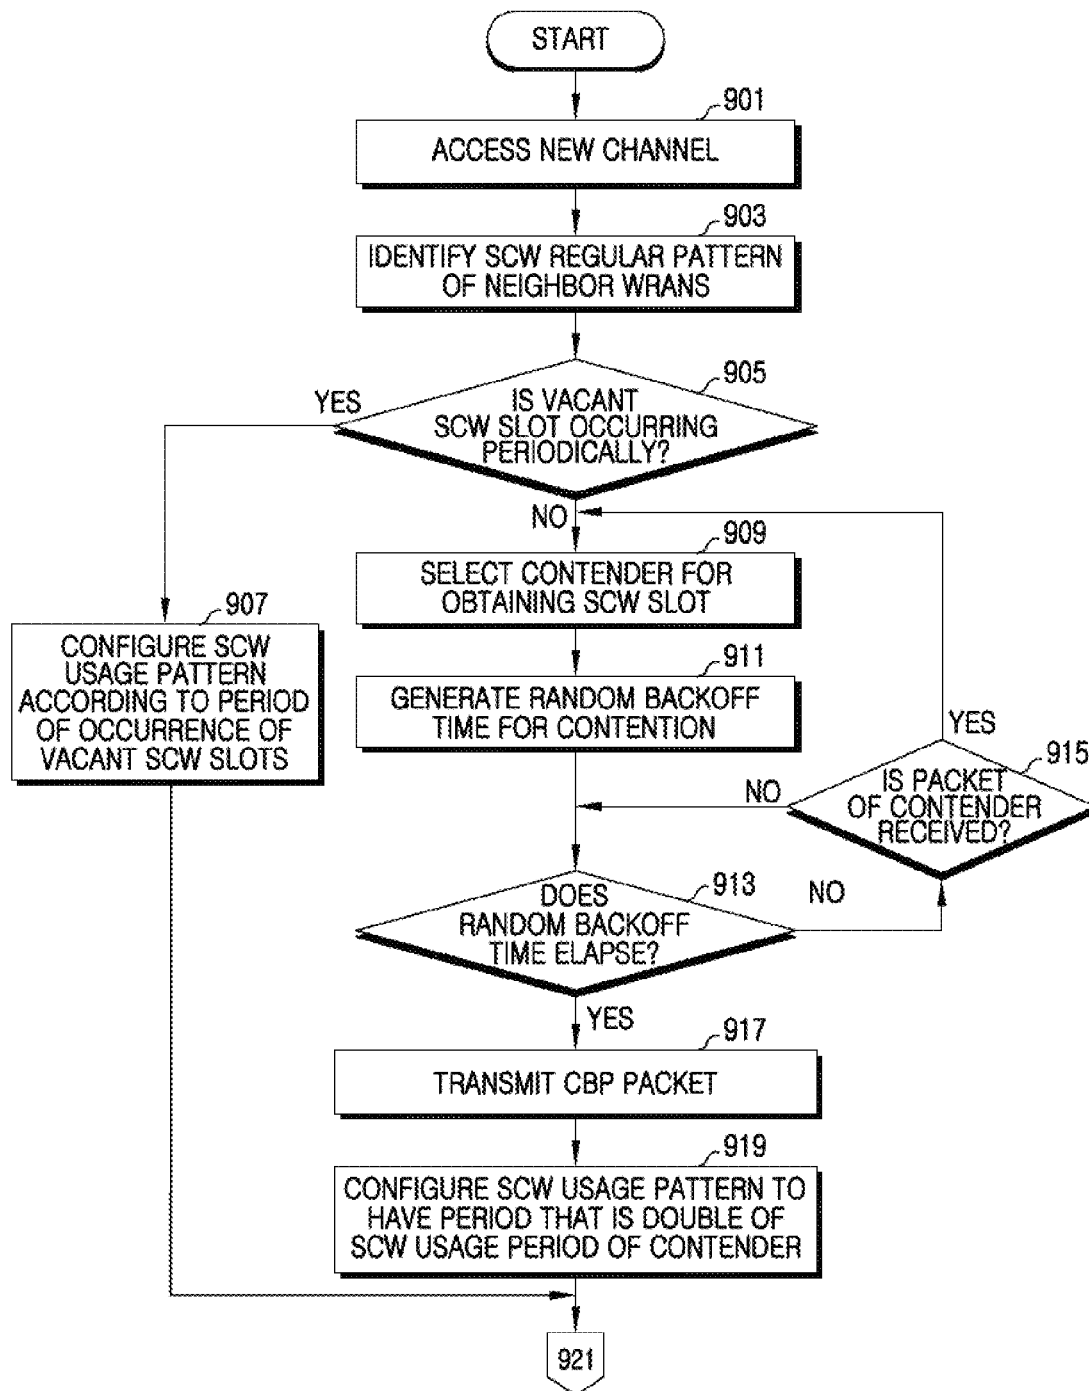 START
901
ACCESS NEW CHANNEL
903
IDENTIFY SCW REGULAR PATTERN
OF NEIGHBOR WRANS
905
YES
IS VACANT
SCW SLOT OCCURRING
PERIODICALLY?
NO
909
SELECT CONTENDER FOR
OBTAINING SCW SLOT
907
CONFIGURE SCW
USAGE PATTERN
ACCORDING TO PERIOD
OF OCCURRENCE OF
VACANT SCW SLOTS
911
GENERATE RANDOM BACKOFF
TIME FOR CONTENTION
YES
915
IS PACKET
OF CONTENDER
RECEIVED?
NO
913
DOES
RANDOM BACKOFF
TIME ELAPSE?
NO
YES
917
TRANSMIT CBP PACKET
919
CONFIGURE SCW USAGE PATTERN TO
HAVE PERIOD THAT IS DOUBLE OF
SCW USAGE PERIOD OF CONTENDER
921